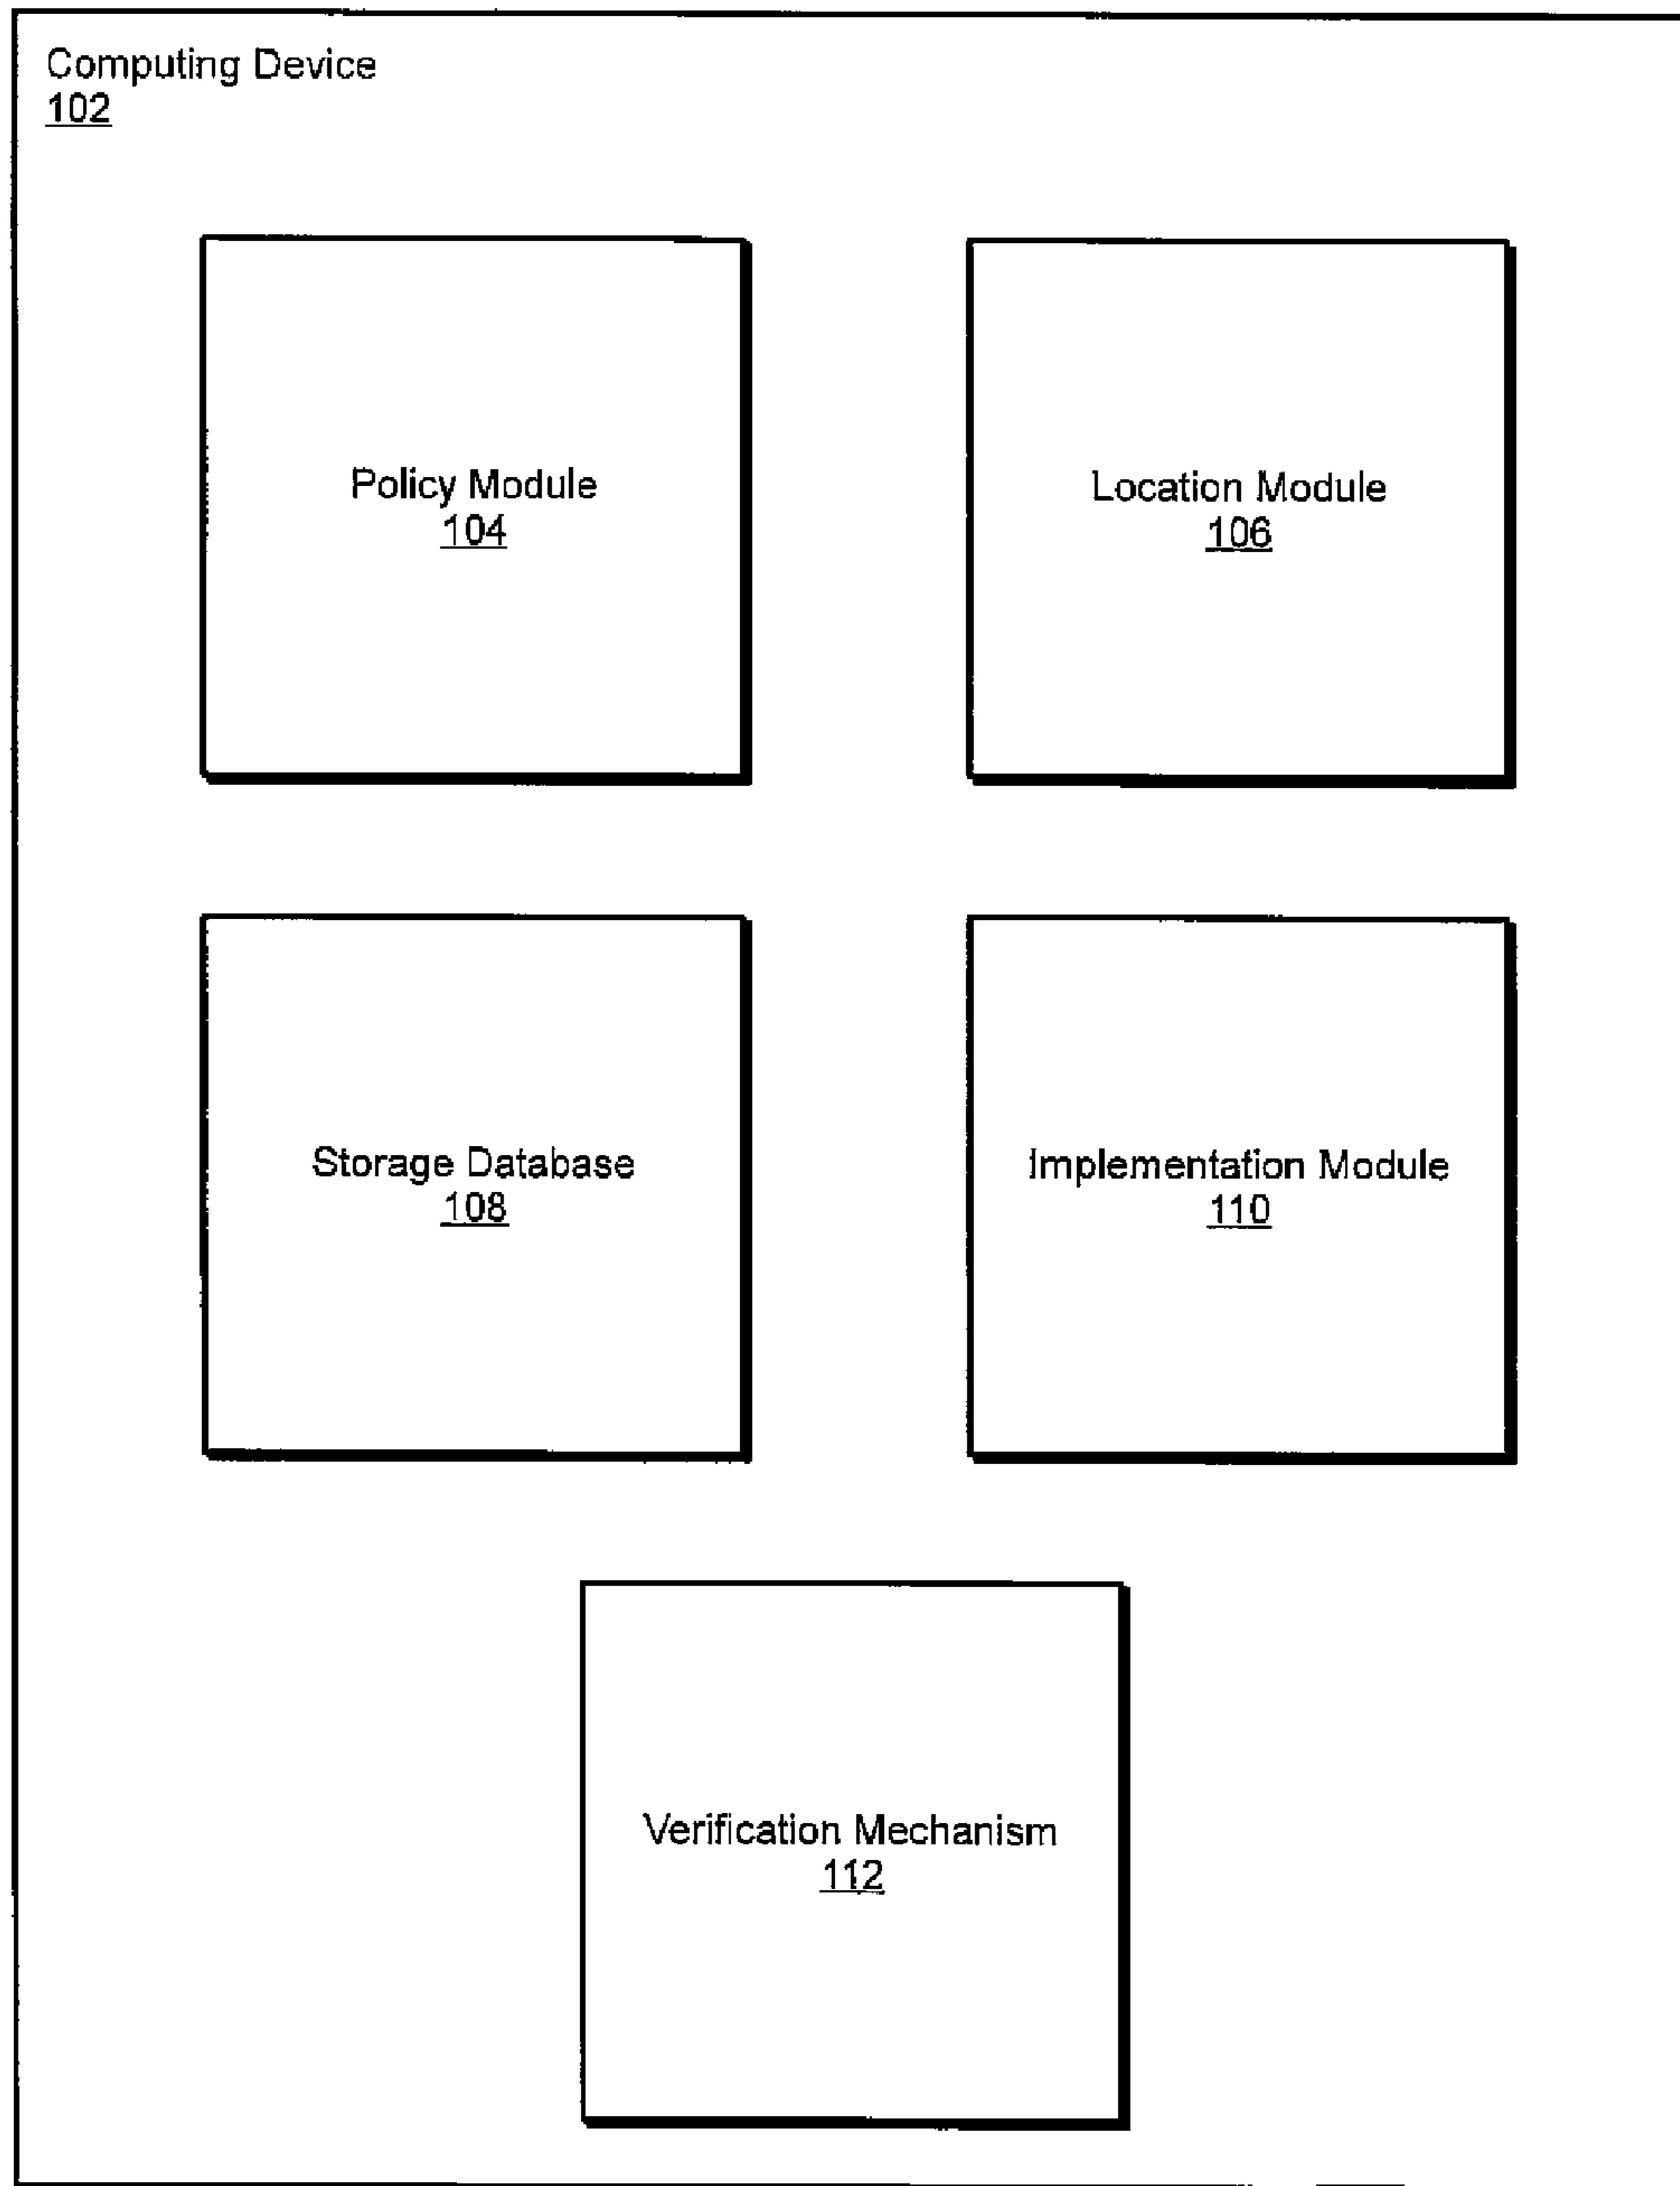 Computing Device
102
Policy Module
104
Location Module
106
Storage Database
108
Implementation Module
110
Verification Mechanism
112